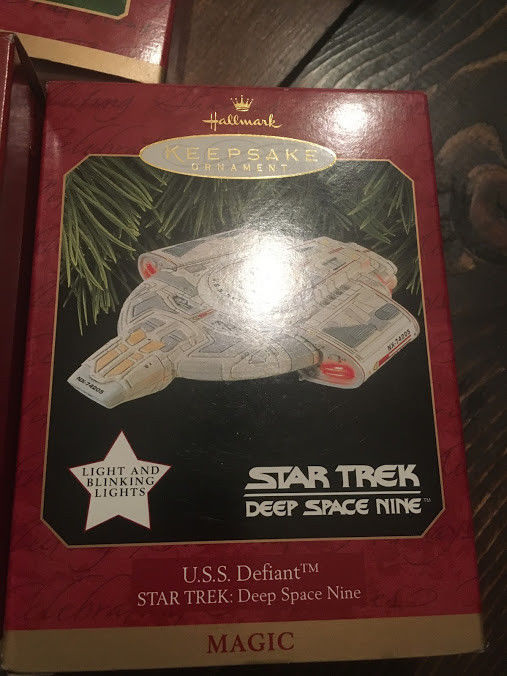 Hallmark
KEEPSAKE
ORNAMENT
NX-74205
NX-74205
LIGHT AND
BLINKING
LIGHTS
STAR TREK
DEEP SPACE NINE™
U.S.S. Defiant™
STAR TREK: Deep Space Nine
MAGIC